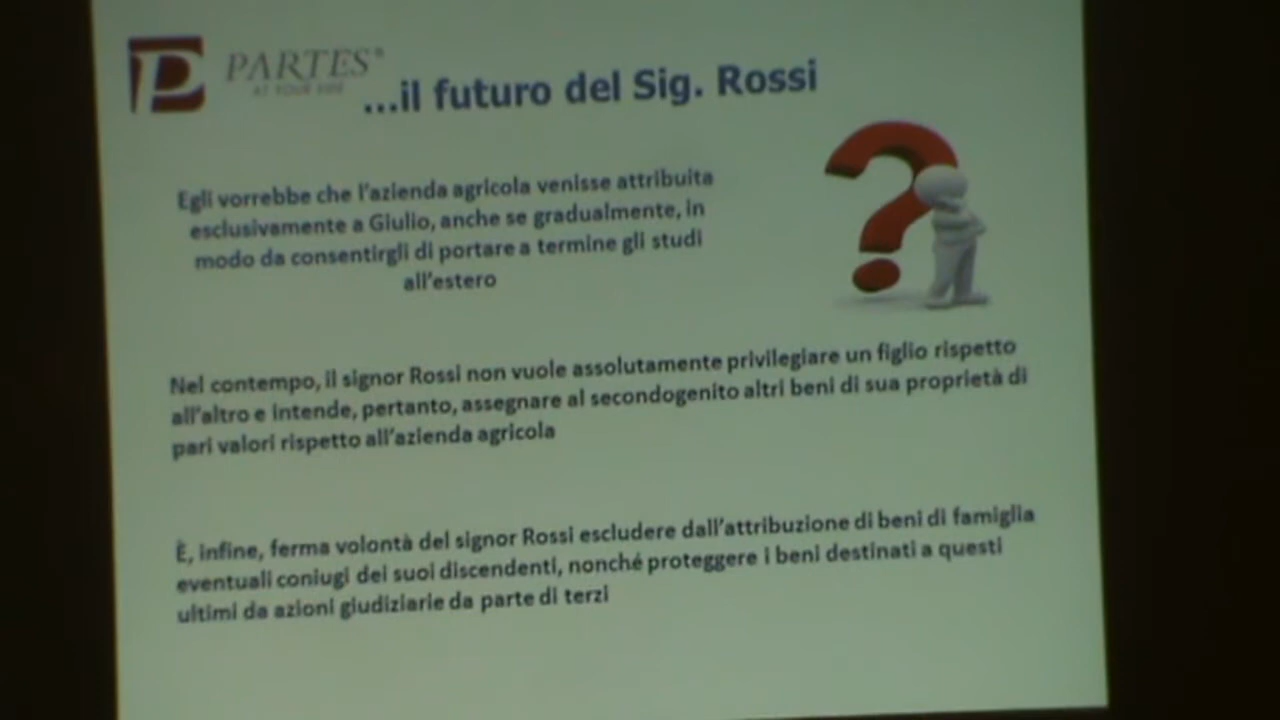 PARTES®
AT YOUR SIDE
...il futuro del Sig. Rossi
Egli vorrebbe che l'azienda agricola venisse attribuita
esclusivamente a Giulio, anche se gradualmente, in
modo da consentirgli di portare a termine gli studi
all'estero
Nel contempo, il signor Rossi non vuole assolutamente privilegiare un figlio rispetto
all'altro e intende, pertanto, assegnare al secondogenito altri beni di sua proprietà di
pari valori rispetto all'azienda agricola
È, infine, ferma volontà del signor Rossi escludere dall'attribuzione di beni di famiglia
eventuali coniugi dei suoi discendenti, nonché proteggere i beni destinati a questi
ultimi da azioni giudiziarie da parte di terzi